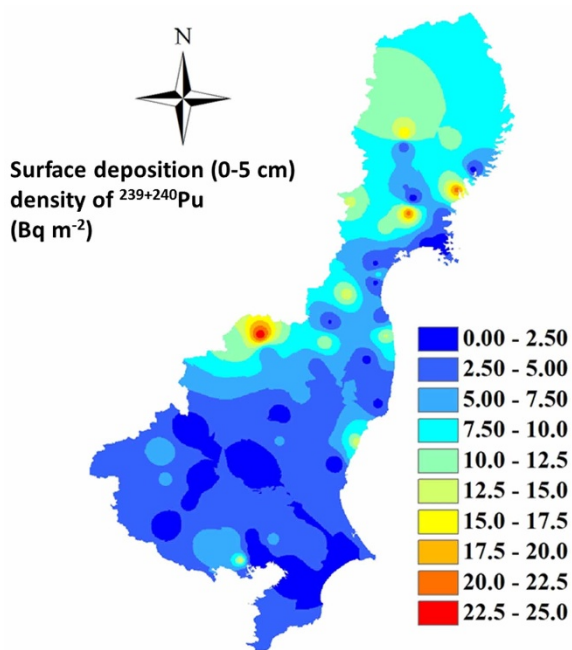 N
Surface deposition (0-5 cm)
density of ²³⁹⁺²⁴⁰Pu
(Bq m⁻²)
0.00 - 2.50
2.50 - 5.00
5.00 - 7.50
7.50 - 10.0
10.0 - 12.5
12.5 - 15.0
15.0 - 17.5
17.5 - 20.0
20.0 - 22.5
22.5 - 25.0